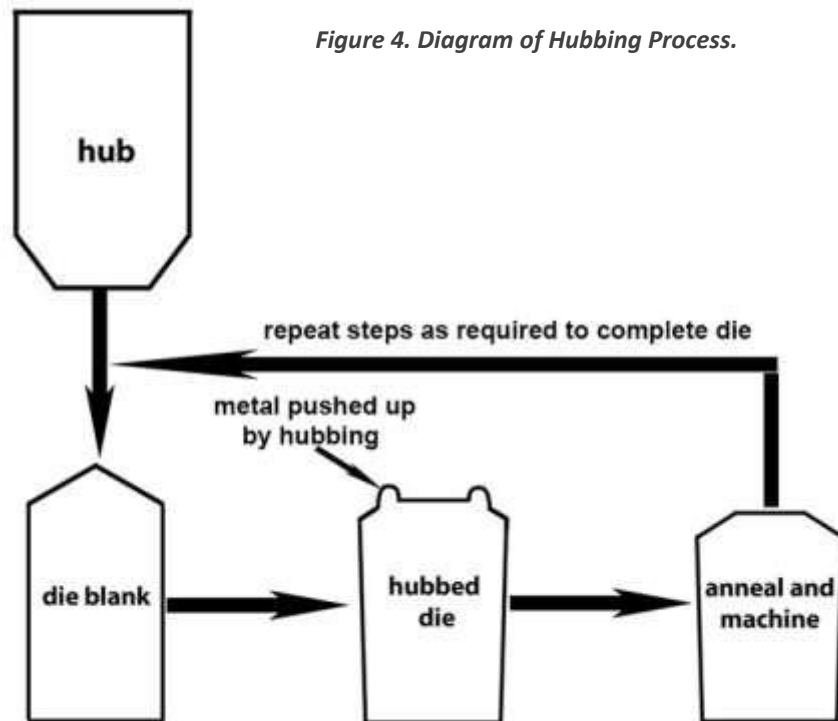 Figure 4. Diagram of Hubbing Process.
hub
repeat steps as required to complete die
metal pushed up
by hubbing
die blank
hubbed
die
anneal and
machine